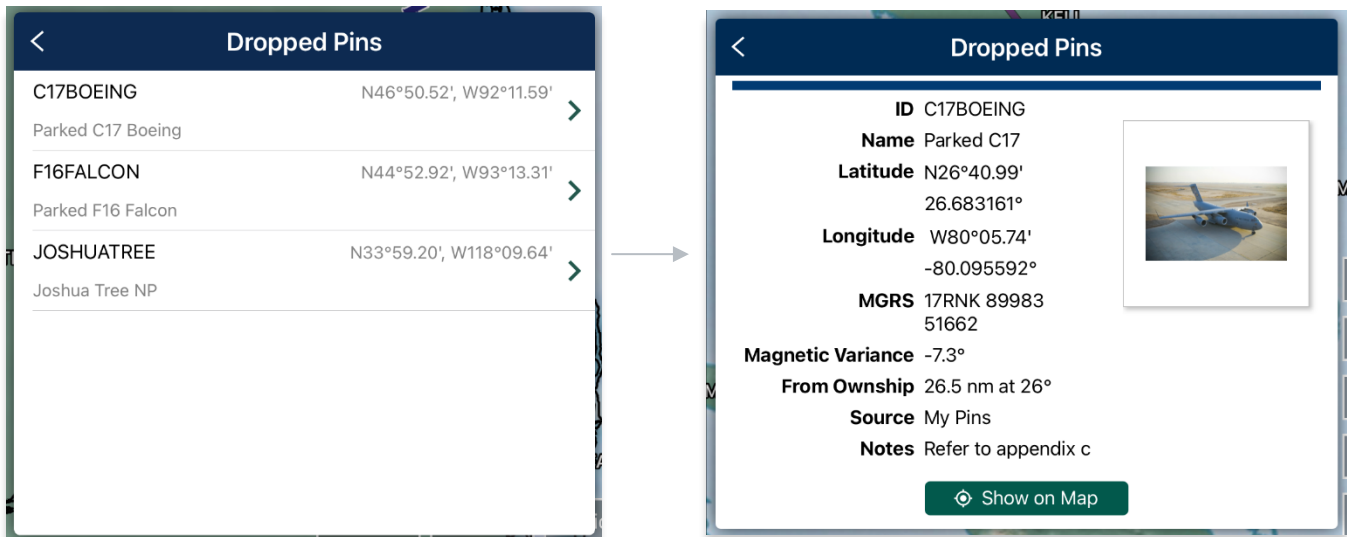 Dropped Pins
C17BOEING N46°50.52', W92°11.59'
Parked C17 Boeing
F16FALCON N44°52.92', W93°13.31'
Parked F16 Falcon
JOSHUATREE N33°59.20', W118°09.64'
Joshua Tree NP
Dropped Pins
ID C17BOEING
Name Parked C17
Latitude N26°40.99'
26.683161°
Longitude W80°05.74'
-80.095592°
MGRS 17RNK 89983
51662
Magnetic Variance -7.3°
From Ownship 26.5 nm at 26°
Source My Pins
Notes Refer to appendix c
Show on Map